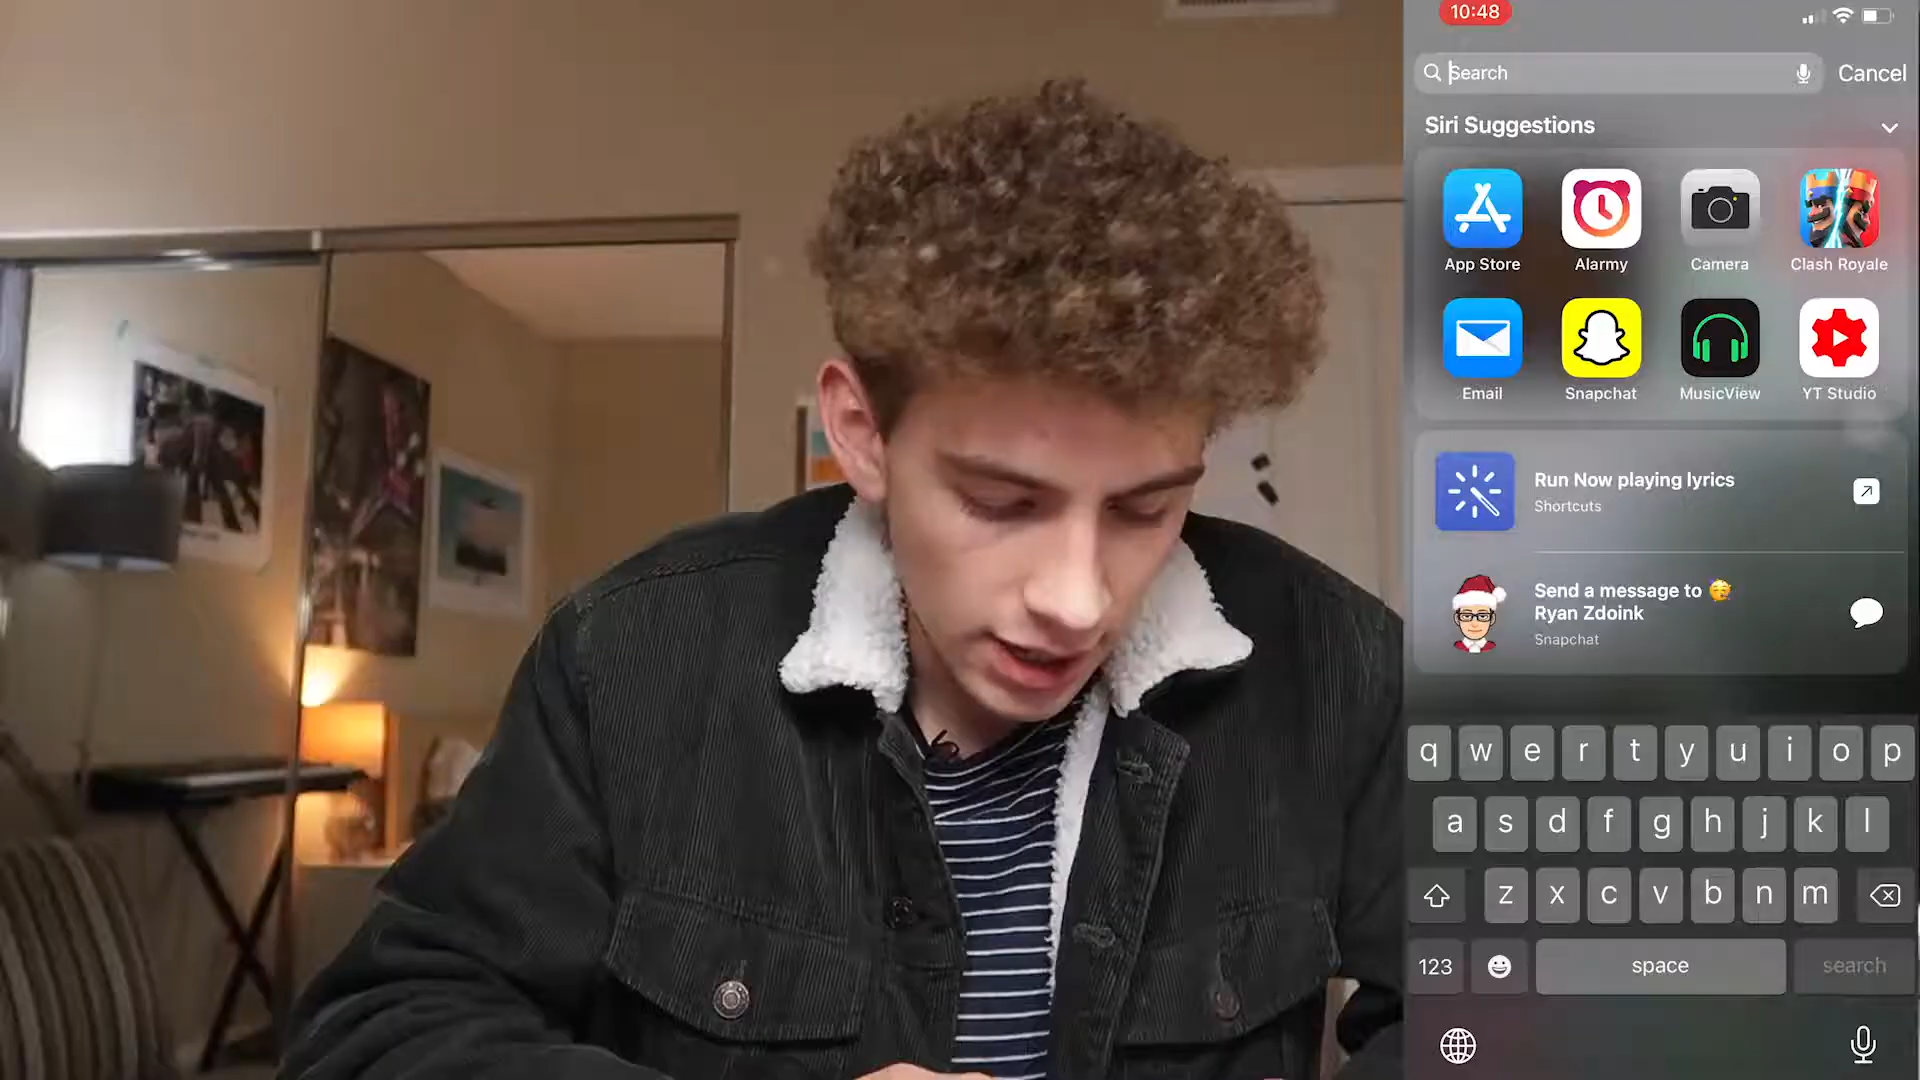 10:48
Search
Cancel
Siri Suggestions
App Store
Alarmy
Camera
Clash Royale
Email
Snapchat
MusicView
YT Studio
Run Now playing lyrics
Shortcuts
Send a message to 🥳
Ryan Zdoink
Snapchat
q w e r t y u i o p
a s d f g h j k l
z x c v b n m
123 space search